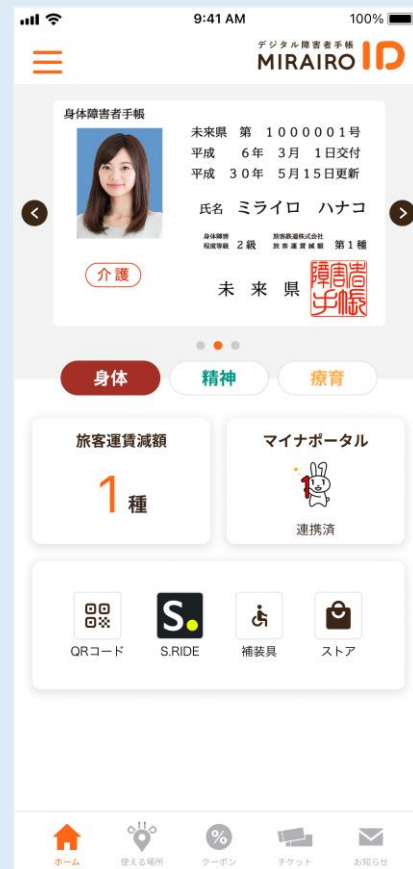 9:41 AM
100%
デジタル障害者手帳
MIRAIRO ID
身体障害者手帳
未来県 第 1000001号
平成 6年 3月 1日交付
平成 30年 5月15日更新
氏名 ミライロ ハナコ
身体障害
程度等級 2級
旅客鉄道株式会社
旅客運賃減額 第1種
介護
未来県
障害者
手帳
身体
精神
療育
旅客運賃減額
1種
マイナポータル
連携済
QRコード
S.
S.RIDE
補装具
ストア
ホーム
使える場所
クーポン
チケット
お知らせ